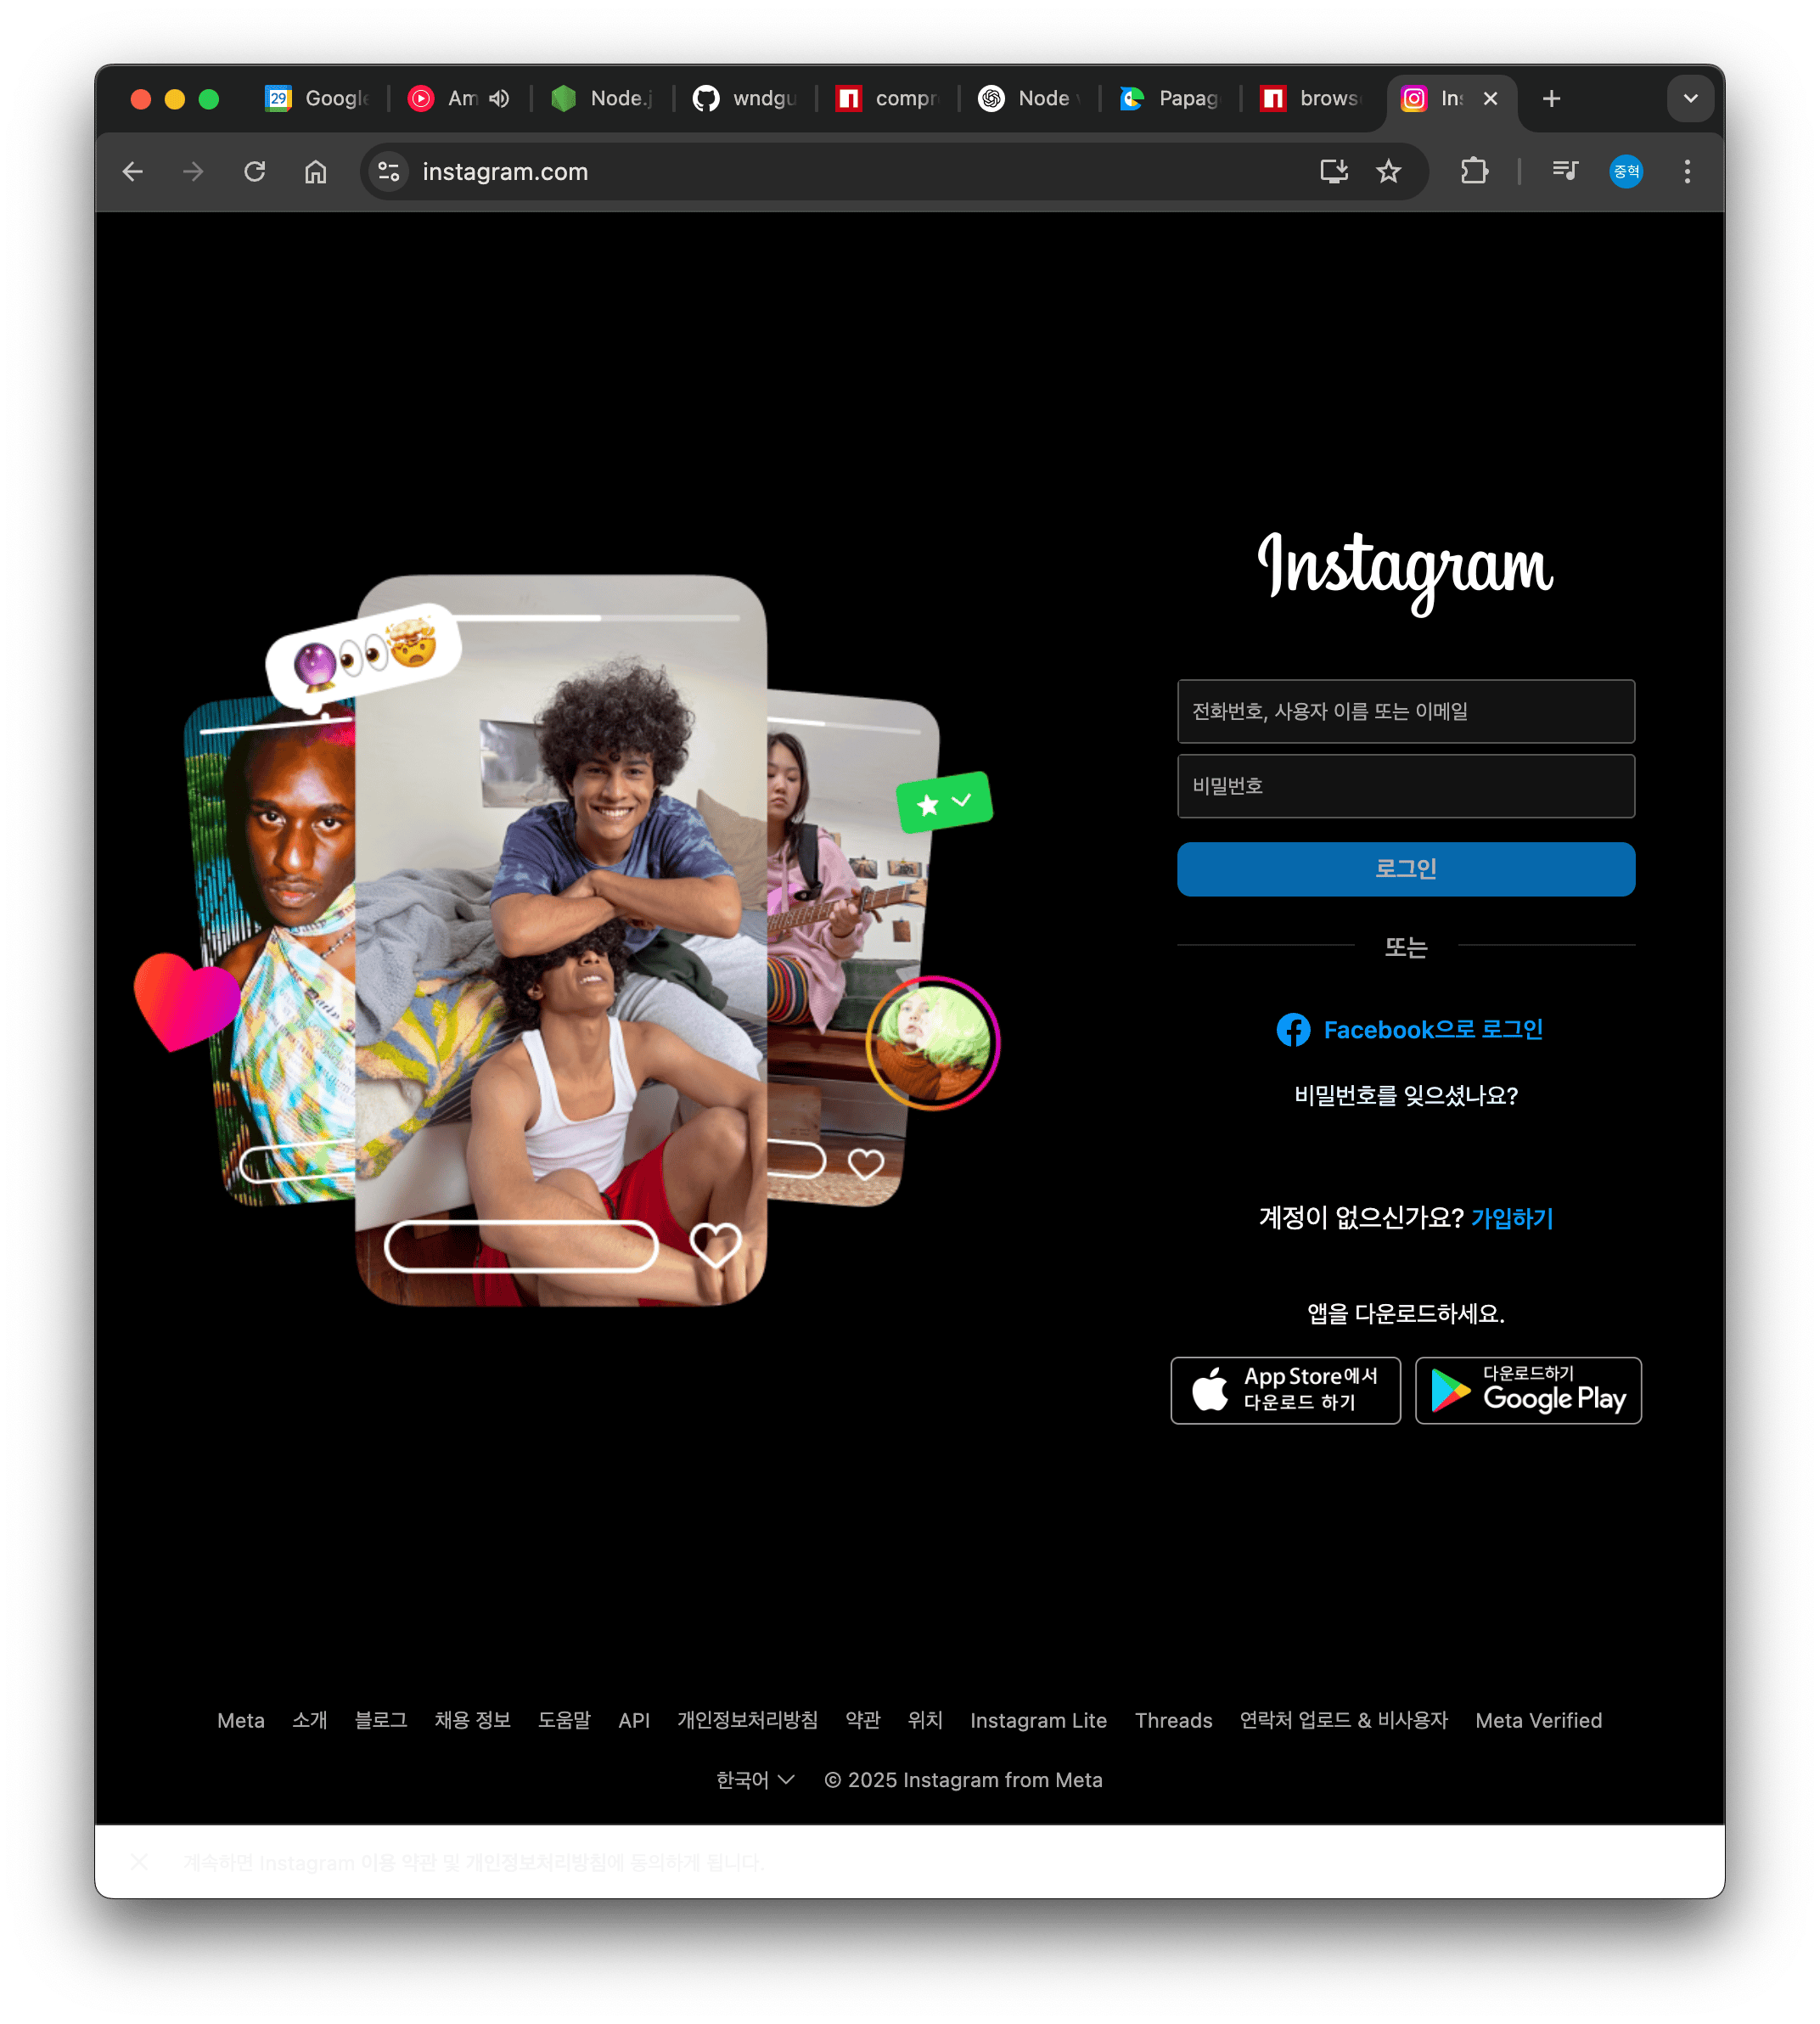 29 Google Am Node.j wndgu compr Node Papag brows Ins
instagram.com
중혁
Instagram
전화번호, 사용자 이름 또는 이메일
비밀번호
로그인
또는
Facebook으로 로그인
비밀번호를 잊으셨나요?
계정이 없으신가요? 가입하기
앱을 다운로드하세요.
App Store에서
다운로드 하기
다운로드하기
Google Play
Meta 소개 블로그 채용 정보 도움말 API 개인정보처리방침 약관 위치 Instagram Lite Threads 연락처 업로드 & 비사용자 Meta Verified
한국어 © 2025 Instagram from Meta
계속하면 Instagram 이용 약관 및 개인정보처리방침에 동의하게 됩니다.